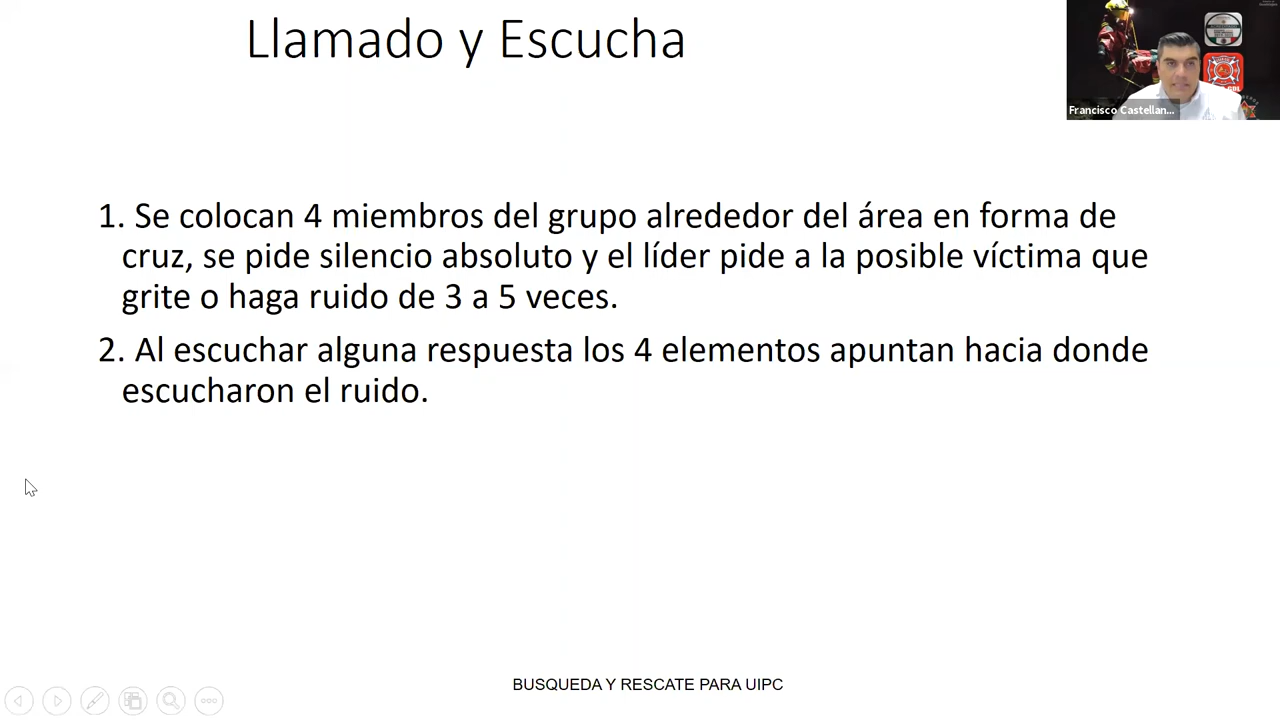 Llamado y Escucha
Francisco Castellan...
1. Se colocan 4 miembros del grupo alrededor del área en forma de
cruz, se pide silencio absoluto y el líder pide a la posible víctima que
grite o haga ruido de 3 a 5 veces.
2. Al escuchar alguna respuesta los 4 elementos apuntan hacia donde
escucharon el ruido.
BUSQUEDA Y RESCATE PARA UIPC